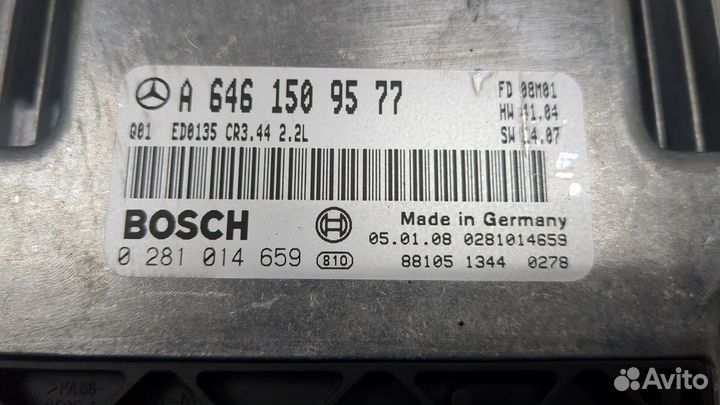 A 646 150 95 77
FD 08M01
HW 41.04
Q01 ED0135 CR3.44 2.2L
SW 14.07
BOSCH
Made in Germany
05.01.08 0281014659
0 281 014 659 810
88105 1344 0278
Avito